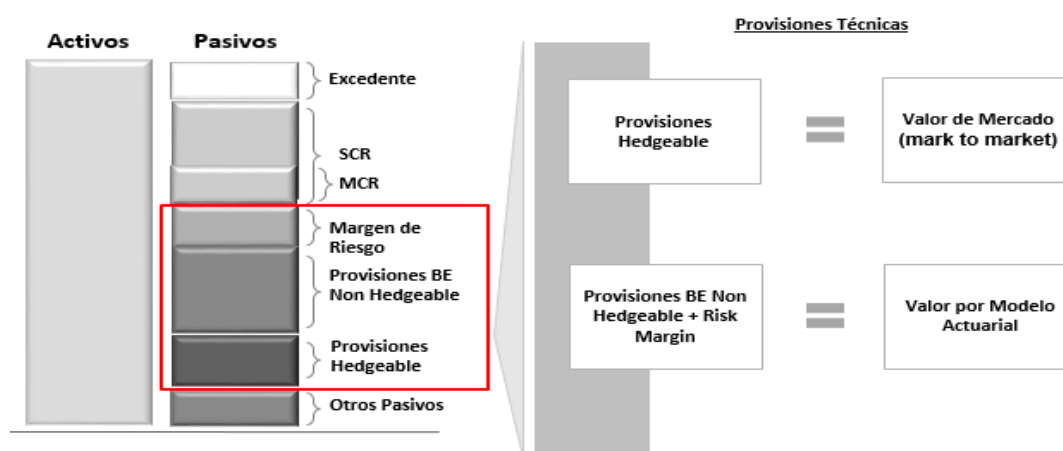 Activos
Pasivos
Excedente
SCR
MCR
Margen de
Riesgo
Provisiones BE
Non Hedgeable
Provisiones
Hedgeable
Otros Pasivos
Provisiones Técnicas
Provisiones
Hedgeable
Valor de Mercado
(mark to market)
Provisiones BE Non
Hedgeable + Risk
Margin
Valor por Modelo
Actuarial